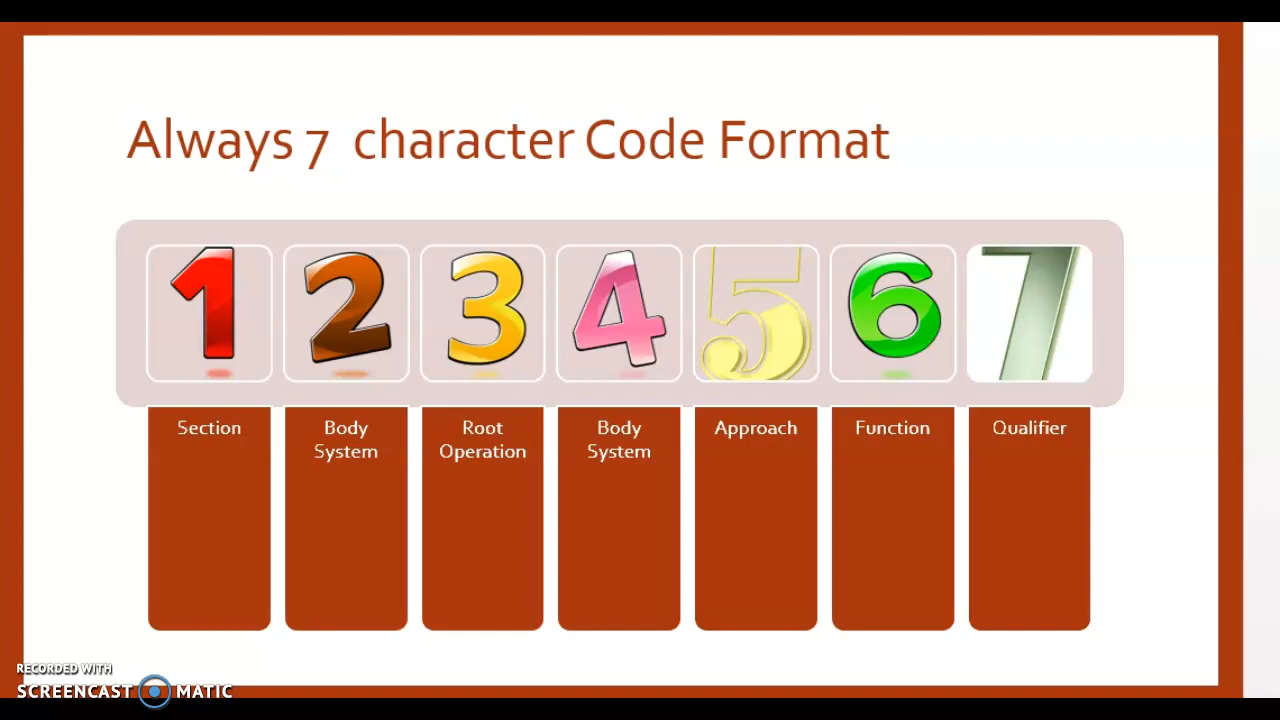 Always 7 character Code Format
1 2 3 4 5 6 7
Section
Body
System
Root
Operation
Body
System
Approach
Function
Qualifier
RECORDED WITH
SCREENCAST MATIC